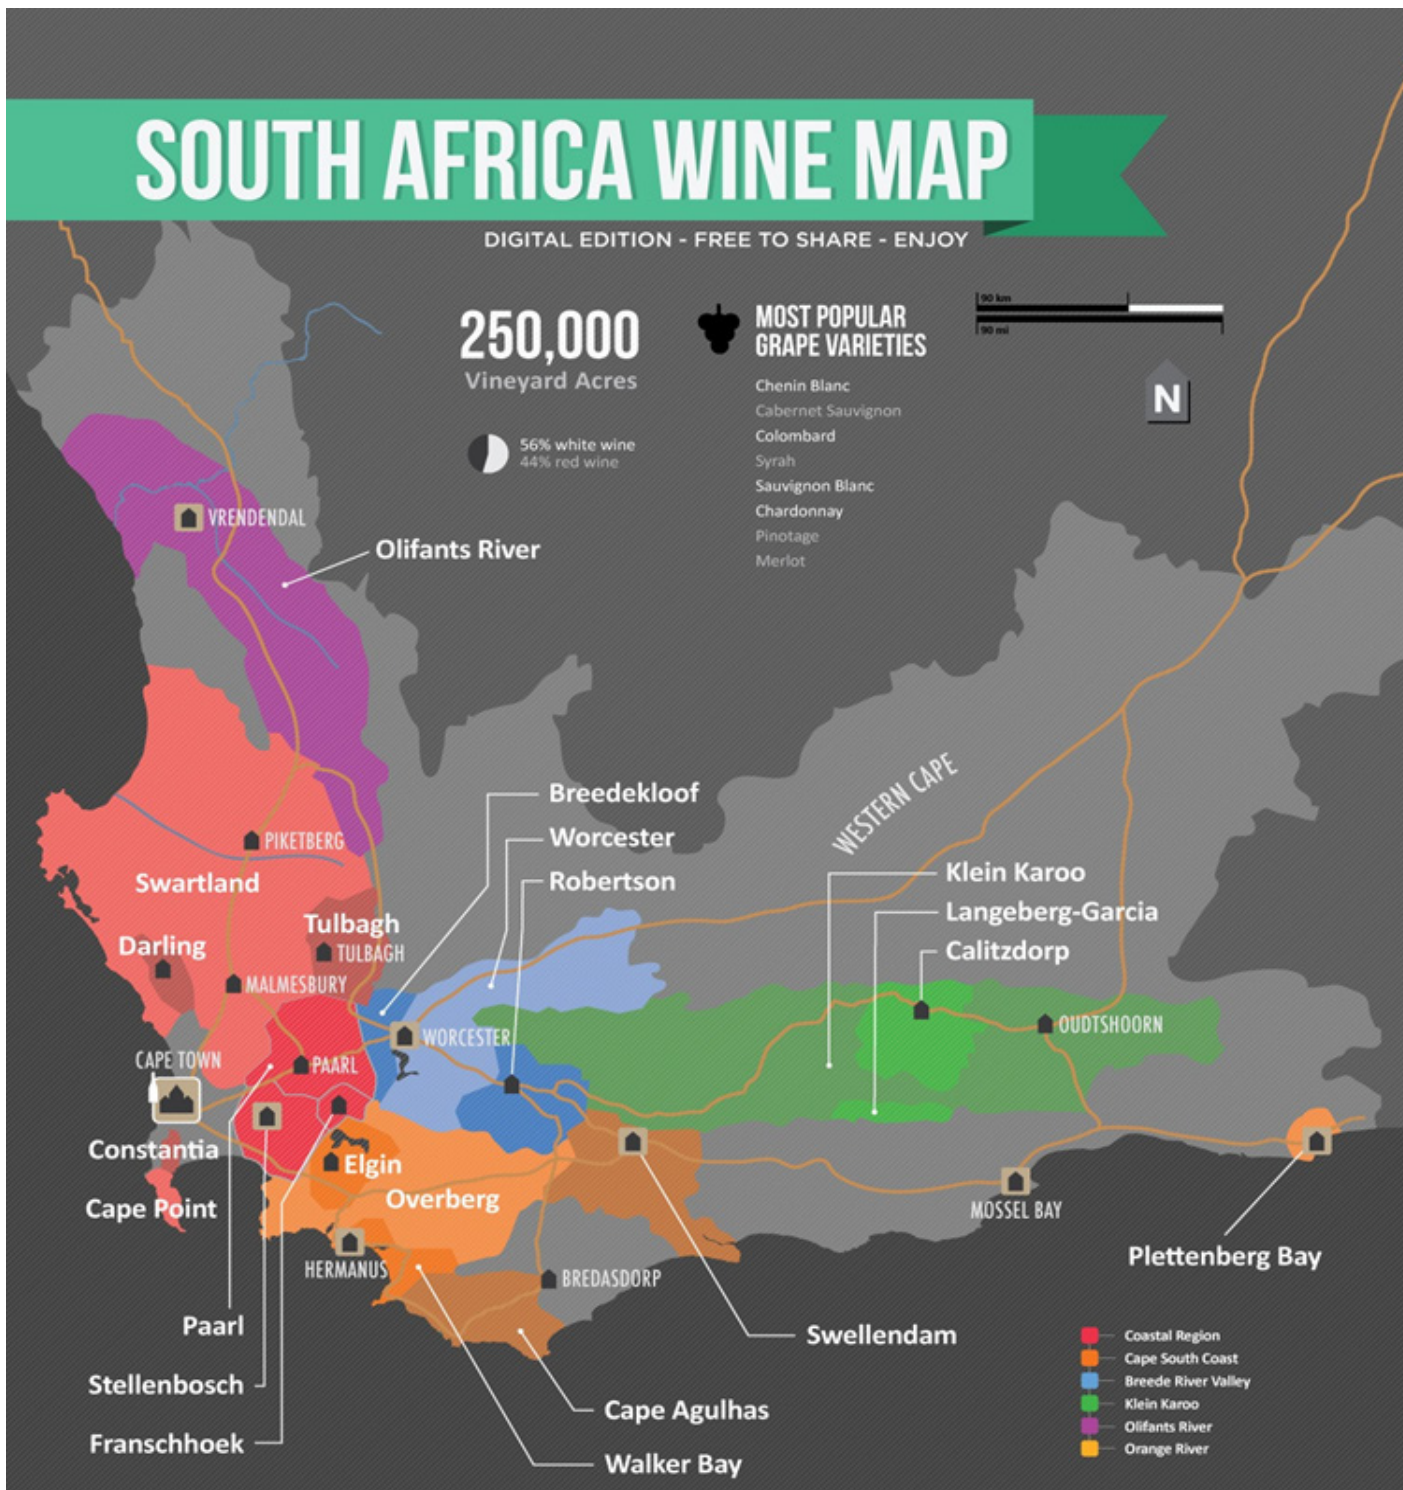 SOUTH AFRICA WINE MAP
DIGITAL EDITION - FREE TO SHARE - ENJOY
250,000
Vineyard Acres
56% white wine
44% red wine
MOST POPULAR
GRAPE VARIETIES
Chenin Blanc
Cabernet Sauvignon
Colombard
Syrah
Sauvignon Blanc
Chardonnay
Pinotage
Merlot
90 km
90 mi
N
VRENDENDAL
Olifants River
WESTERN CAPE
Breedekloof
Worcester
Robertson
PIKETBERG
Swartland
Tulbagh
TULBAGH
Darling
MALMESBURY
Klein Karoo
Langeberg-Garcia
Calitzdorp
WORCESTER
OUDTSHOORN
CAPE TOWN
PAARL
Constantia
Elgin
Overberg
Cape Point
MOSSEL BAY
HERMANUS
BREDASDORP
Plettenberg Bay
Paarl
Stellenbosch
Franschhoek
Swellendam
Cape Agulhas
Walker Bay
Coastal Region
Cape South Coast
Breede River Valley
Klein Karoo
Olifants River
Orange River